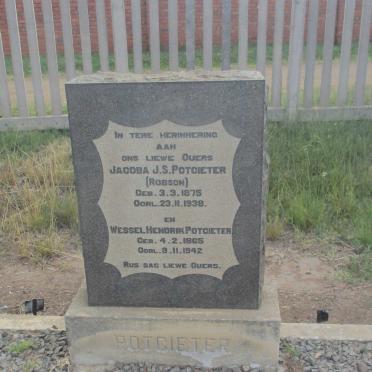 IN TERE HERINNERING
AAN
ONS LIEWE OUERS
JACOBA J.S. POTGIETER
(ROBSON)
GEB. 3.3.1875
OORL. 23.11.1938.
EN
WESSEL HENDRIK POTGIETER
GEB. 4.2.1865
OORL. 9.11.1942
RUS SAG LIEWE OUERS.
POTGIETER